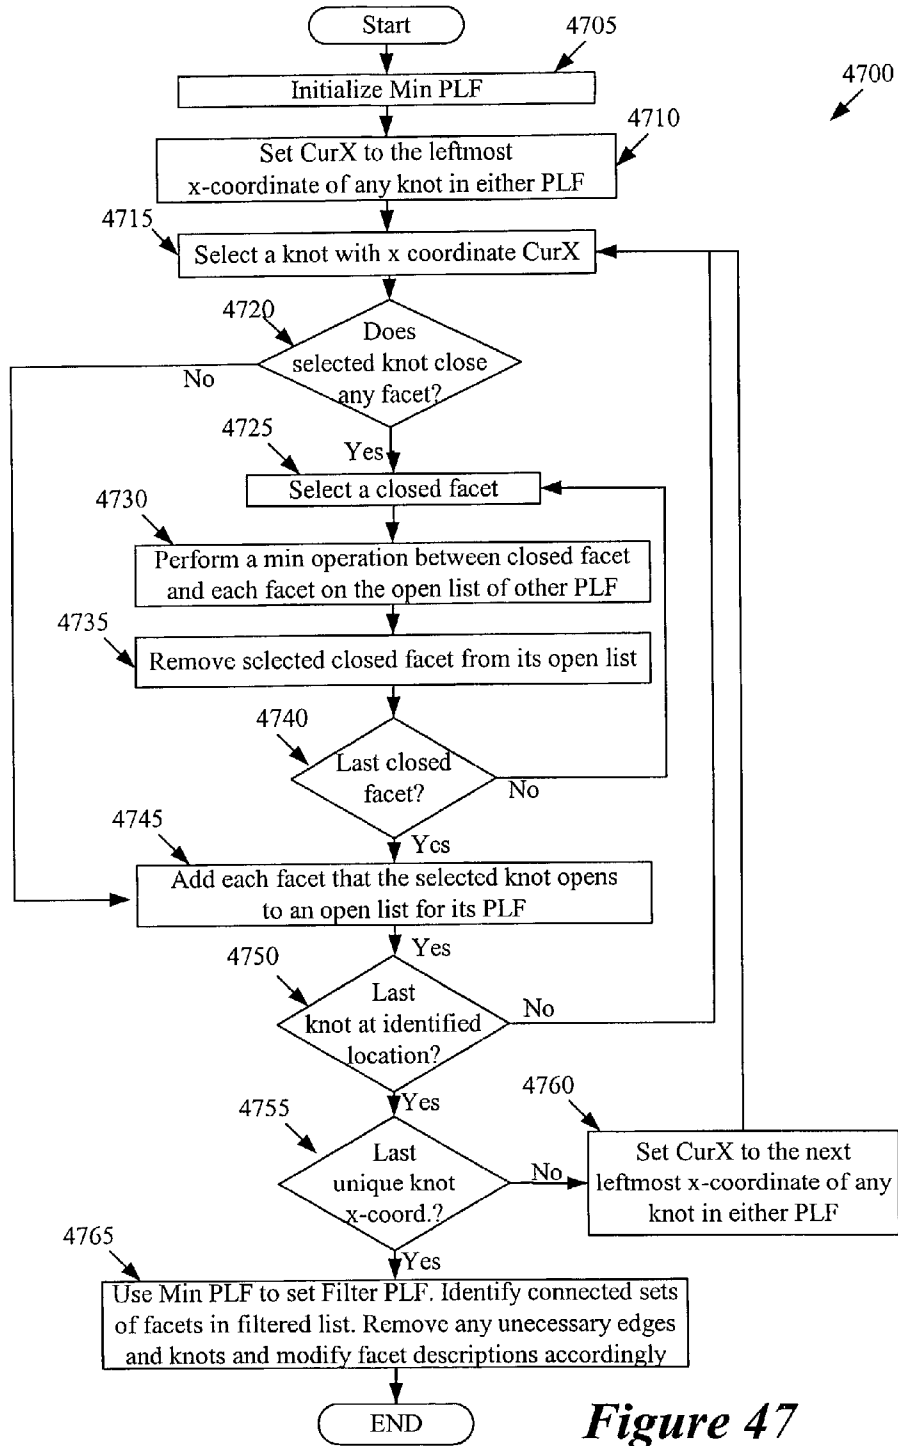 Start
4705
4700
Initialize Min PLF
4710
Set CurX to the leftmost
x-coordinate of any knot in either PLF
4715
Select a knot with x coordinate CurX
4720
Does
selected knot close
any facet?
No
4725
Yes
Select a closed facet
4730
Perform a min operation between closed facet
and each facet on the open list of other PLF
4735
Remove selected closed facet from its open list
4740
Last closed
facet?
No
4745
Yes
Add each facet that the selected knot opens
to an open list for its PLF
Yes
4750
Last
knot at identified
location?
No
Yes
4755
4760
Last
unique knot
x-coord.?
No
Set CurX to the next
leftmost x-coordinate of any
knot in either PLF
4765
Yes
Use Min PLF to set Filter PLF. Identify connected sets
of facets in filtered list. Remove any unecessary edges
and knots and modify facet descriptions accordingly
END
Figure 47